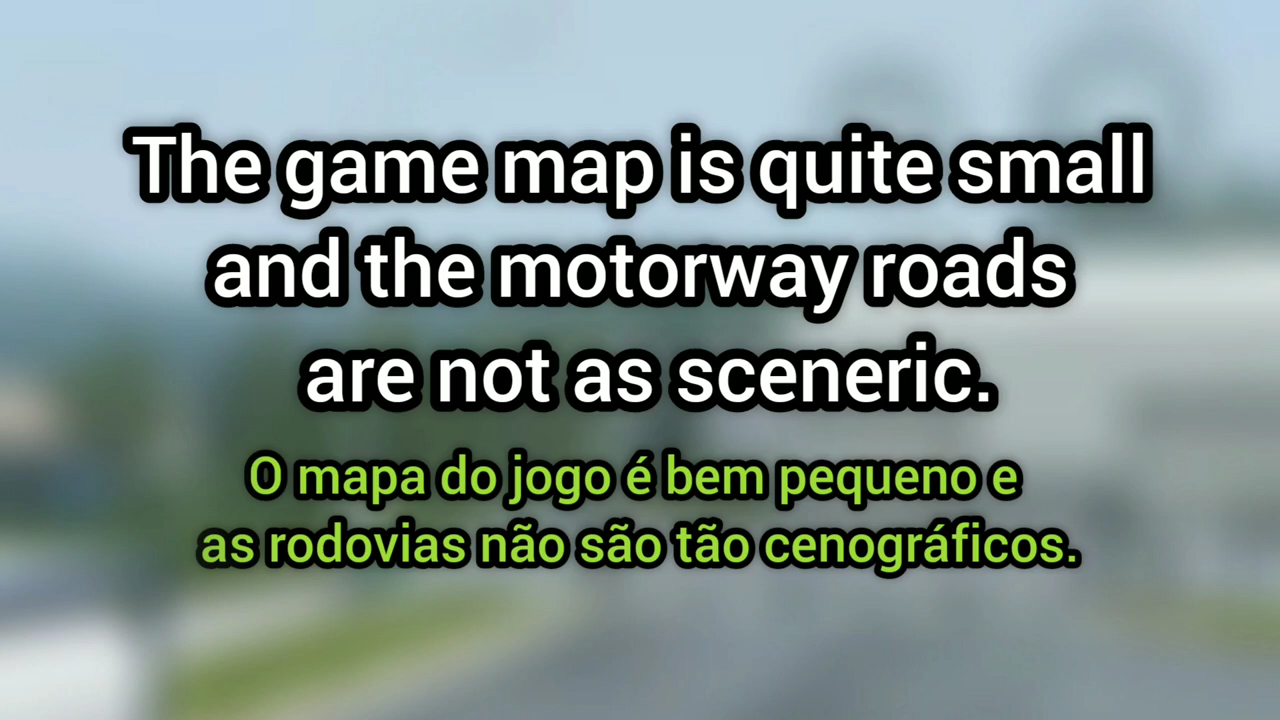 The game map is quite small
and the motorway roads
are not as sceneric.
O mapa do jogo é bem pequeno e
as rodovias não são tão cenográficos.